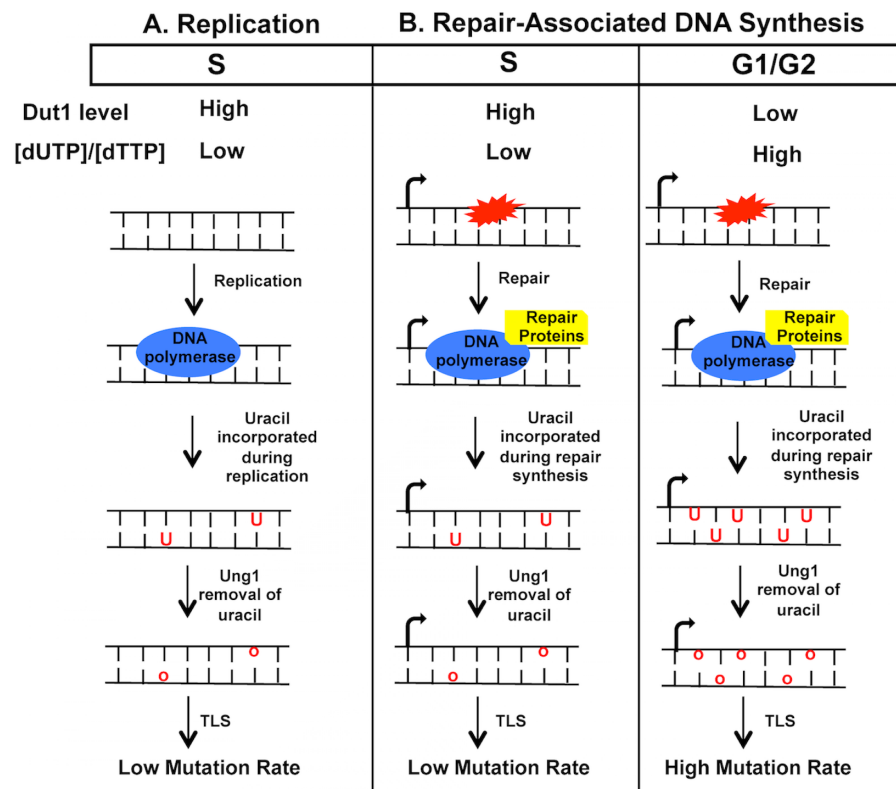 A. Replication
B. Repair-Associated DNA Synthesis
S
S
G1/G2
Dut1 level
High
High
Low
[dUTP]/[dTTP]
Low
Low
High
Replication
Repair
Repair
DNA
polymerase
Repair
Proteins
DNA
polymerase
Repair
Proteins
DNA
polymerase
Uracil
incorporated
during
replication
Uracil
incorporated
during repair
synthesis
Uracil
incorporated
during repair
synthesis
U
U
U
U
U
U
U
U
U
Ung1
removal of
uracil
Ung1
removal of
uracil
Ung1
removal of
uracil
o
o
o
o
o
o
o
o
o
TLS
TLS
TLS
Low Mutation Rate
Low Mutation Rate
High Mutation Rate